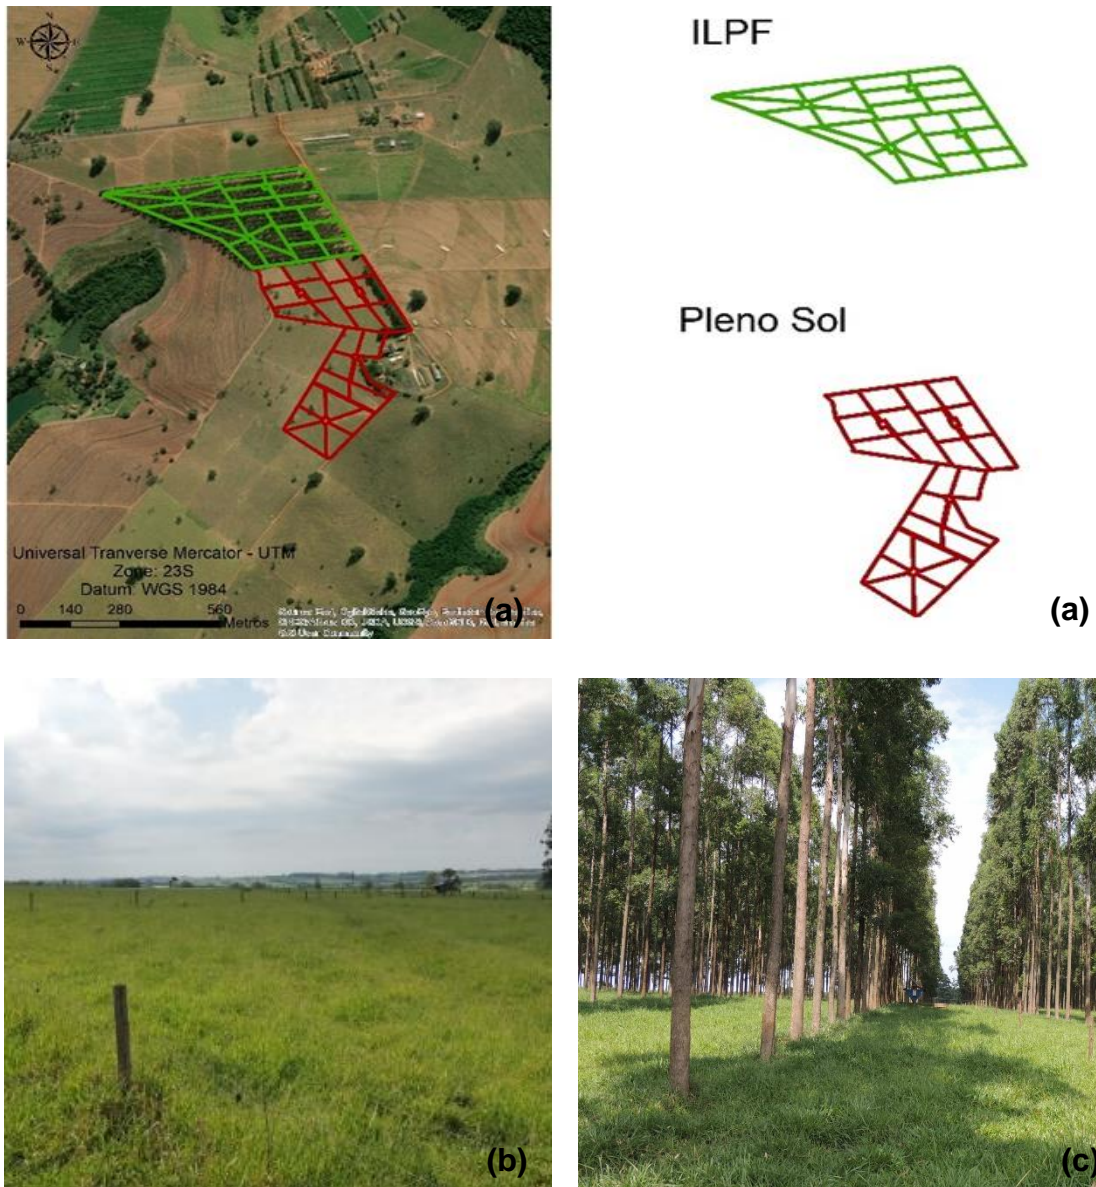 N
W
E
S
Universal Tranverse Mercator - UTM
Zone: 23S
Datum: WGS 1984
0 140 280 560
Metros
(a)
ILPF
Pleno Sol
(a)
(b)
(c)